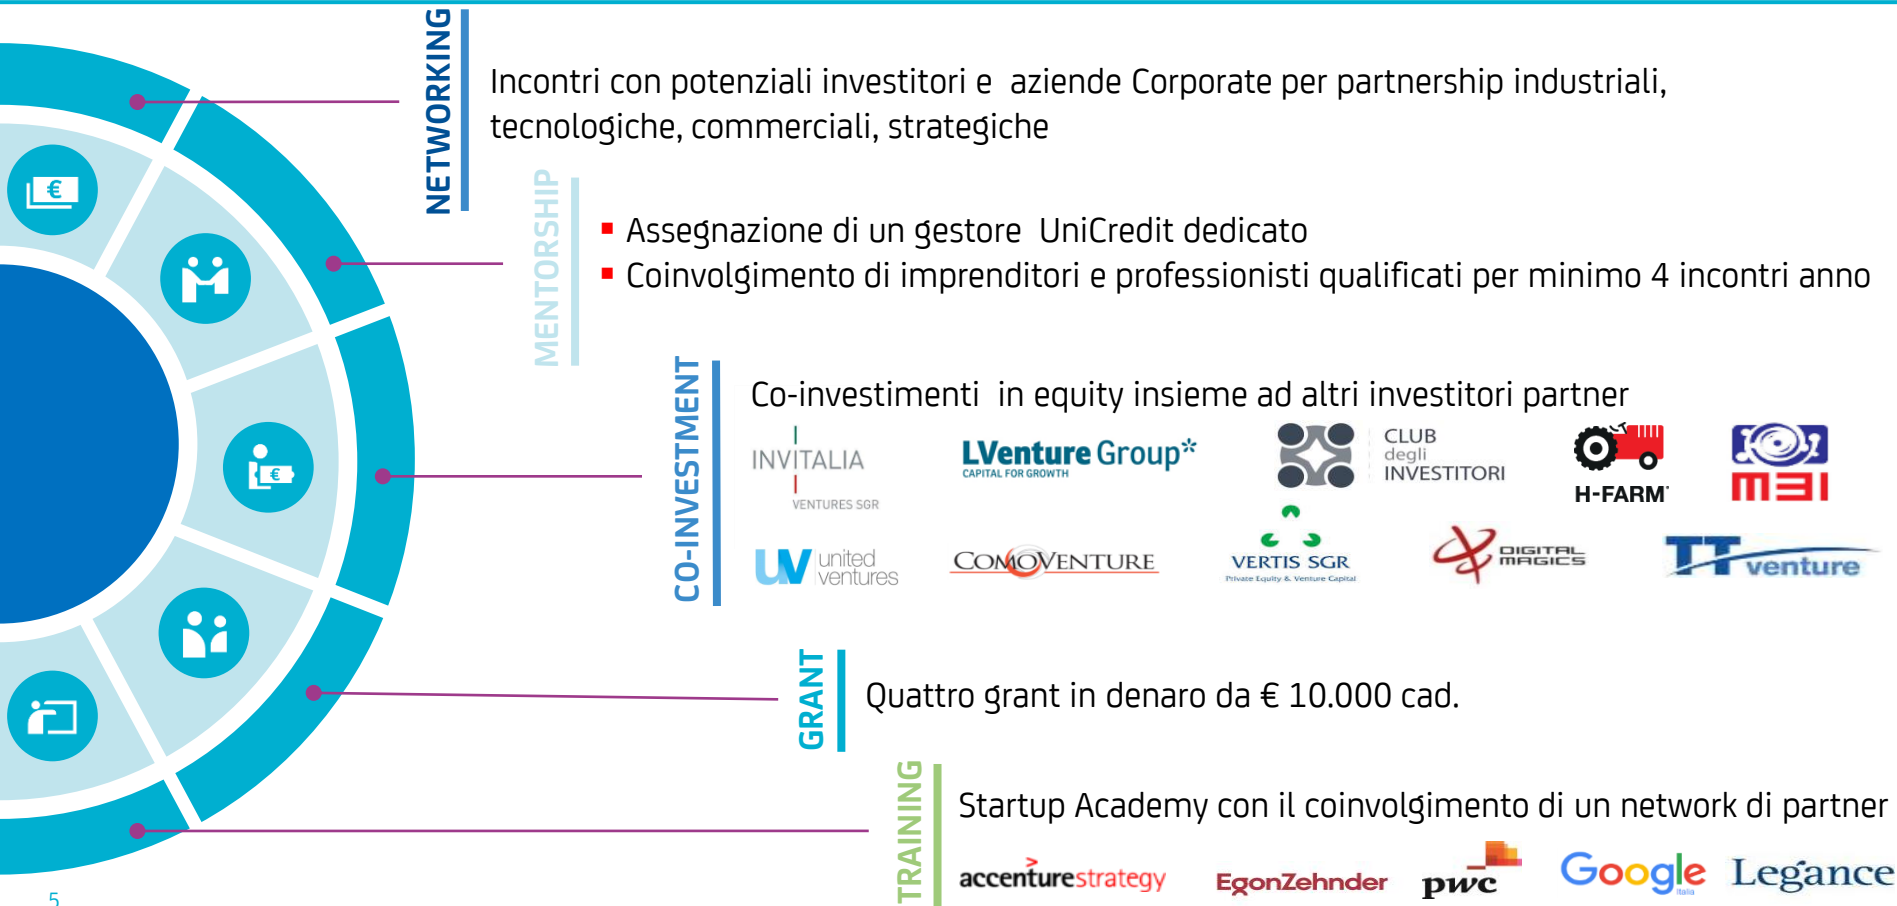 NETWORKING
Incontri con potenziali investitori e aziende Corporate per partnership industriali,
tecnologiche, commerciali, strategiche
MENTORSHIP
▪ Assegnazione di un gestore UniCredit dedicato
▪ Coinvolgimento di imprenditori e professionisti qualificati per minimo 4 incontri anno
CO-INVESTMENT
Co-investimenti in equity insieme ad altri investitori partner
INVITALIA
VENTURES SGR
LVenture Group*
CAPITAL FOR GROWTH
CLUB
degli
INVESTITORI
H-FARM
M31
UV united
ventures
COMOVENTURE
VERTIS SGR
Private Equity & Venture Capital
DIGITAL
MAGICS
TT venture
GRANT
Quattro grant in denaro da € 10.000 cad.
TRAINING
Startup Academy con il coinvolgimento di un network di partner
accenturestrategy
EgonZehnder
pwc
Google
Italia
Legance
€
€
5